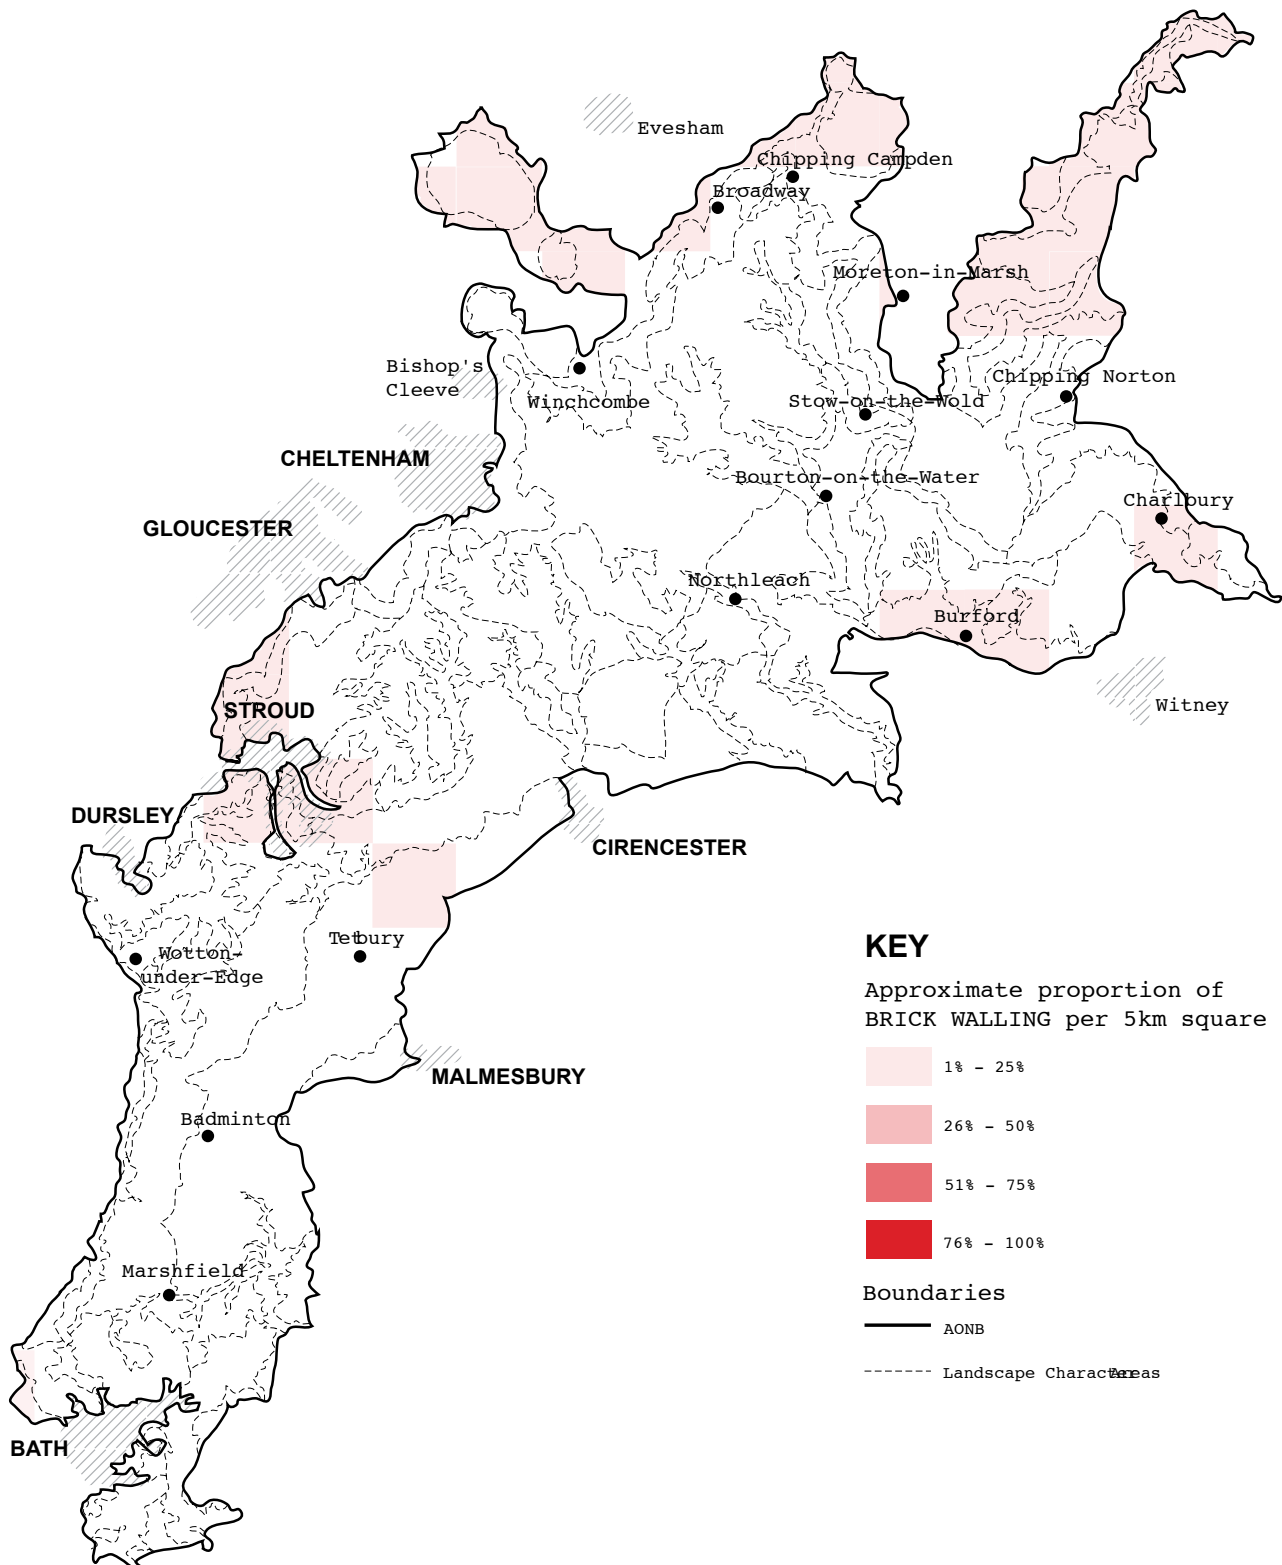 Evesham
Chipping Campden
Broadway
Moreton-in-Marsh
Bishop's
Cleeve
Winchcombe
Chipping Norton
Stow-on-the-Wold
CHELTENHAM
Bourton-on-the-Water
Charlbury
GLOUCESTER
Northleach
Burford
STROUD
Witney
DURSLEY
CIRENCESTER
Tetbury
Wotton-
under-Edge
KEY
Approximate proportion of
BRICK WALLING per 5km square
1% - 25%
MALMESBURY
Badminton
26% - 50%
51% - 75%
76% - 100%
Marshfield
Boundaries
AONB
Landscape Character Areas
BATH